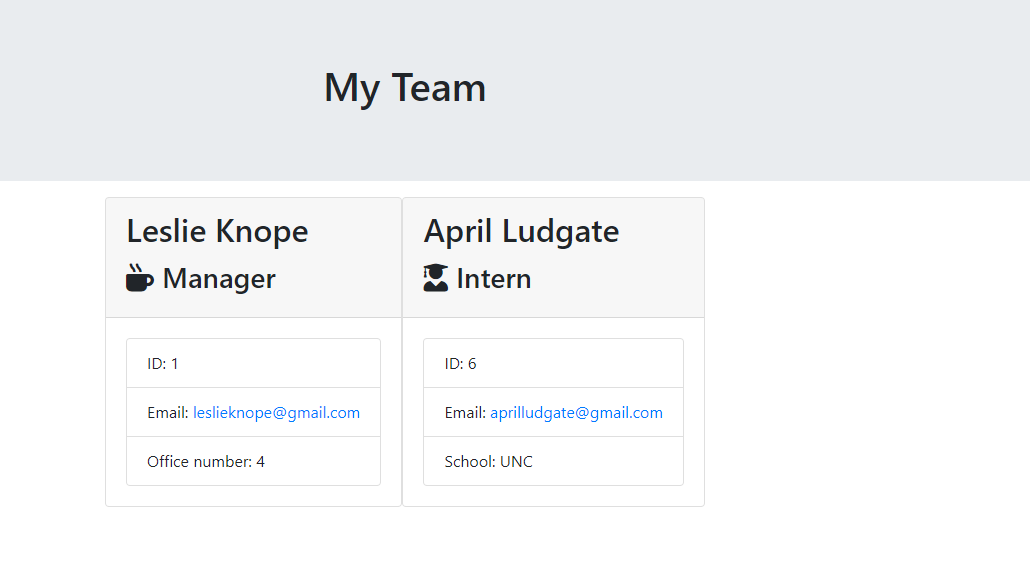 My Team
Leslie Knope
Manager
ID: 1
Email: leslieknope@gmail.com
Office number: 4
April Ludgate
Intern
ID: 6
Email: aprilludgate@gmail.com
School: UNC